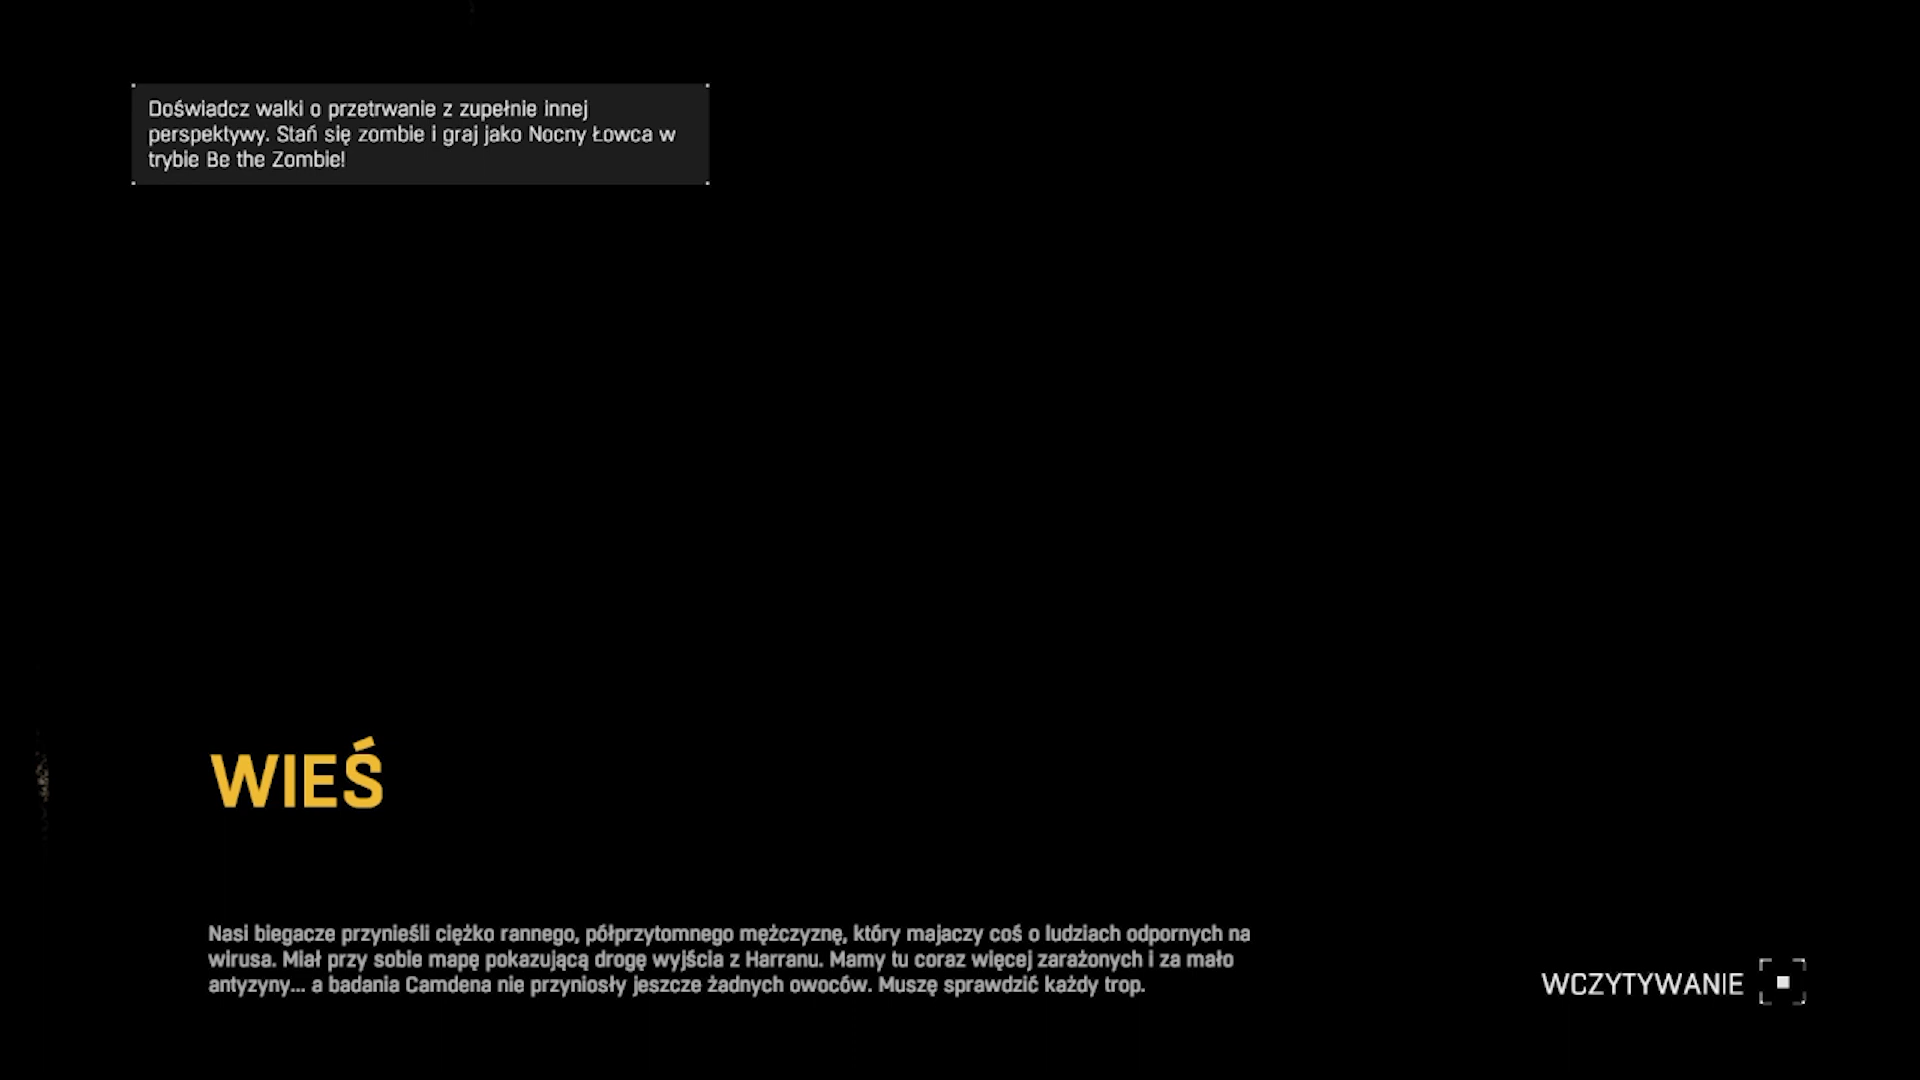 Doświadcz walki o przetrwanie z zupełnie innej
perspektywy. Stań się zombie i graj jako Nocny Łowca w
trybie Be the Zombie!
WIEŚ
Nasi biegacze przynieśli ciężko rannego, półprzytomnego mężczyznę, który majaczy coś o ludziach odpornych na
wirusa. Miał przy sobie mapę pokazującą drogę wyjścia z Harranu. Mamy tu coraz więcej zarażonych i za mało
antyzyny... a badania Camdena nie przyniosły jeszcze żadnych owoców. Muszę sprawdzić każdy trop.
WCZYTYWANIE